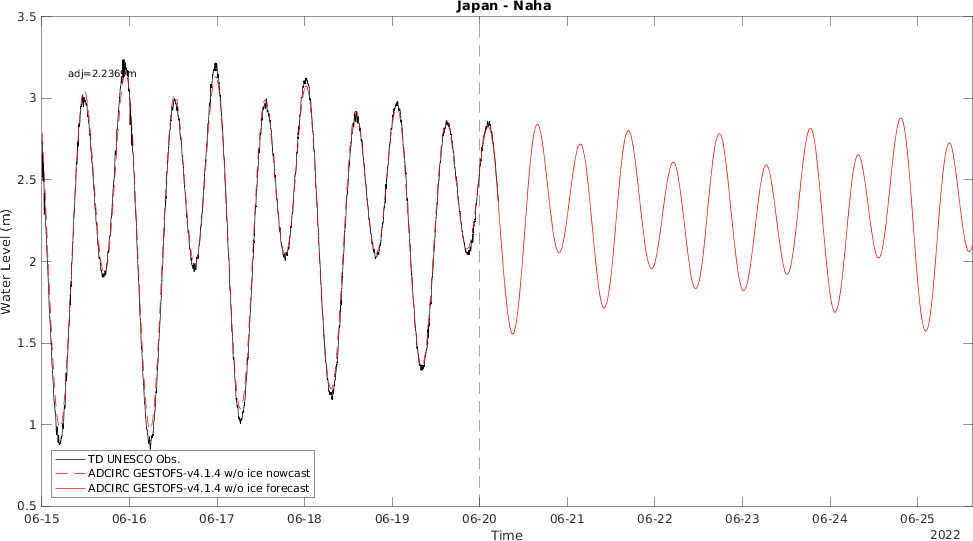 Japan - Naha
3.5
3
2.5
2
1.5
1
0.5
Water Level (m)
adj=2.2369m
TD UNESCO Obs.
ADCIRC GESTOFS-v4.1.4 w/o ice nowcast
ADCIRC GESTOFS-v4.1.4 w/o ice forecast
06-15 06-16 06-17 06-18 06-19 06-20 06-21 06-22 06-23 06-24 06-25
Time
2022